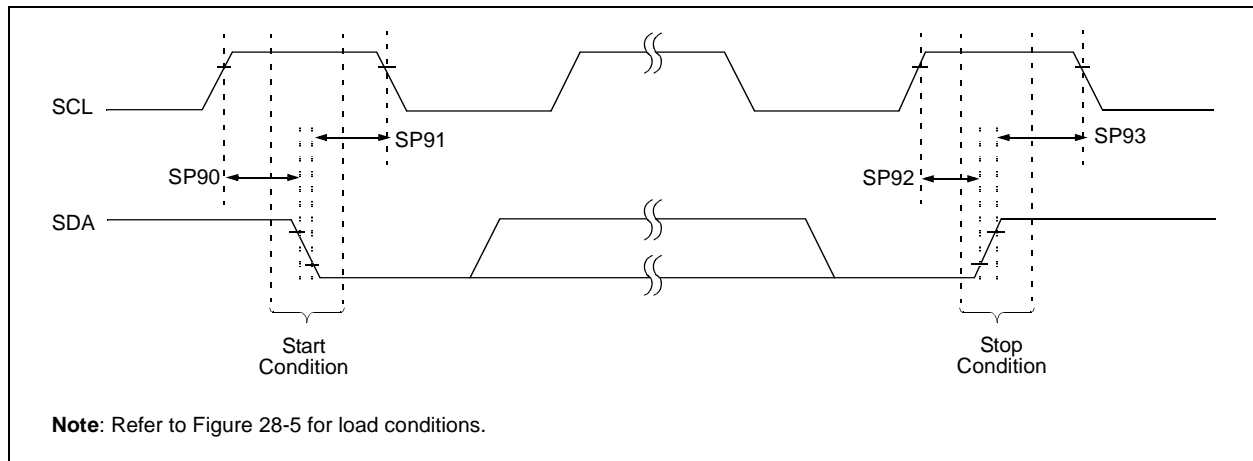 SCL
SP91
SP93
SP90
SP92
SDA
Start
Condition
Stop
Condition
Note: Refer to Figure 28-5 for load conditions.